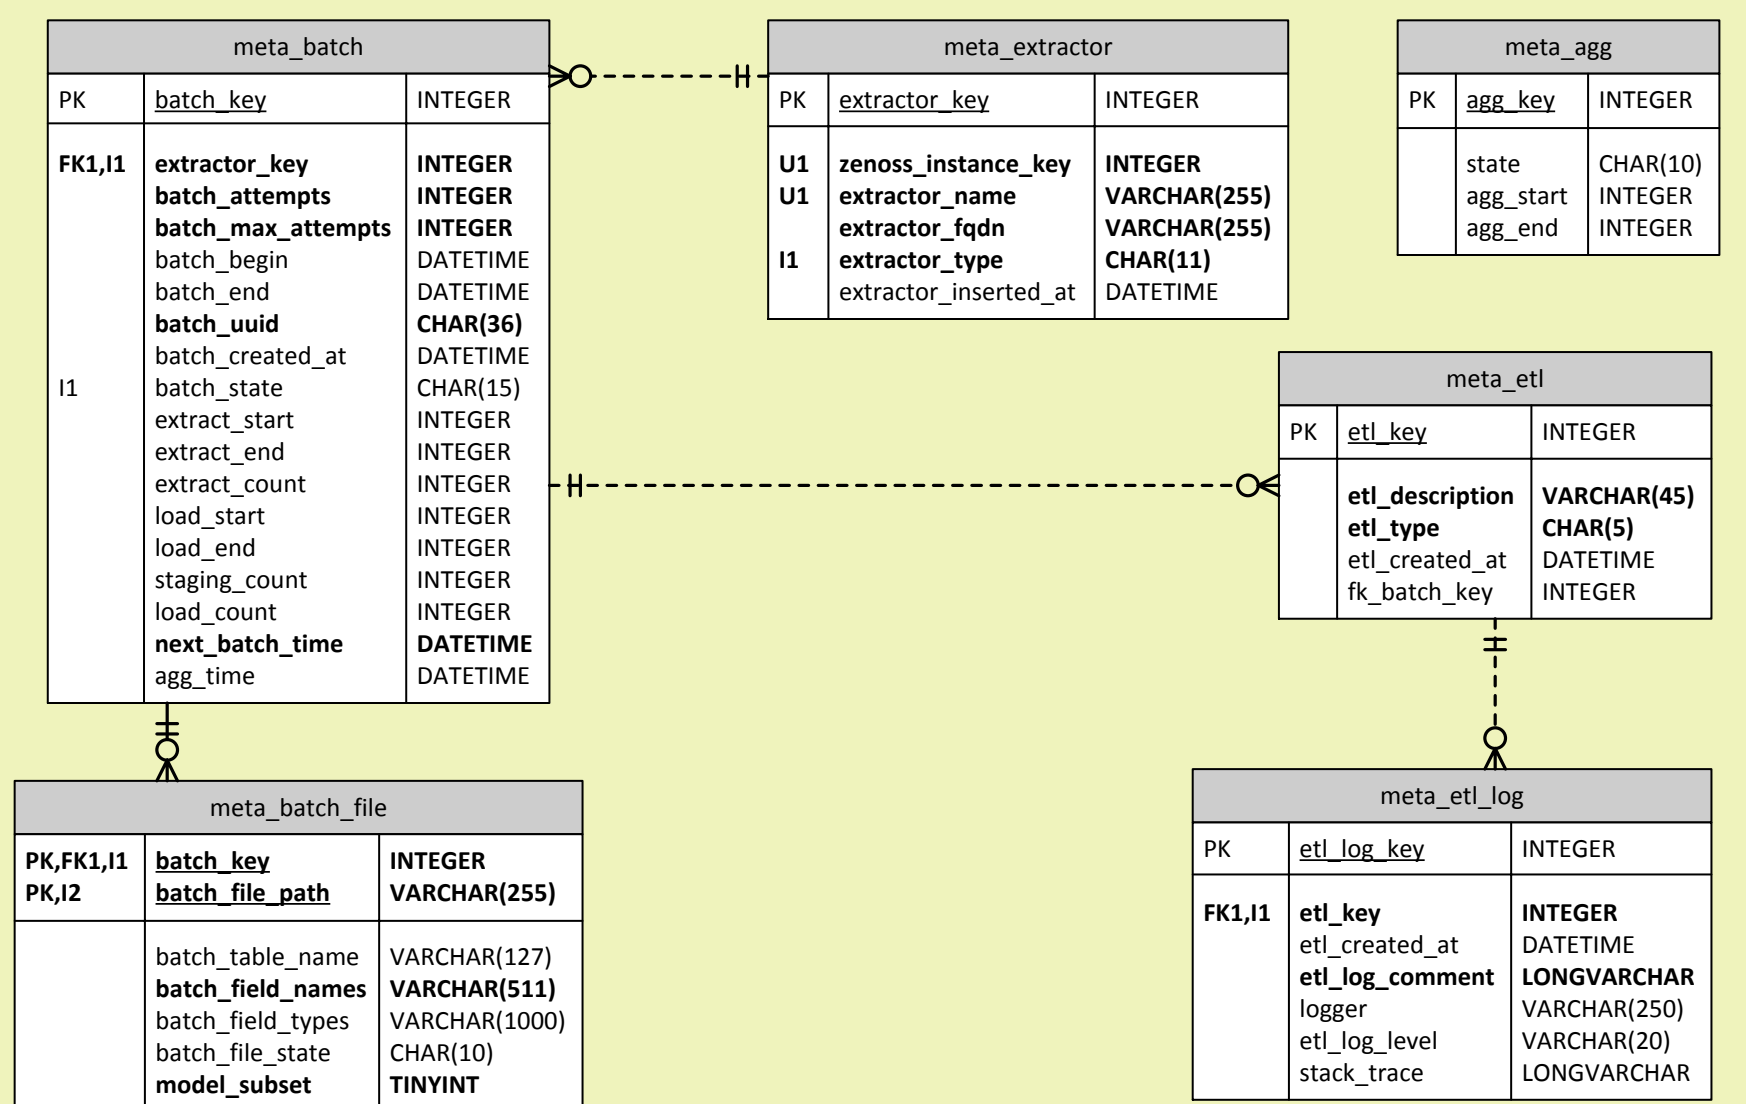 meta_batch
PK batch_key INTEGER
FK1,I1 extractor_key INTEGER
batch_attempts INTEGER
batch_max_attempts INTEGER
batch_begin DATETIME
batch_end DATETIME
batch_uuid CHAR(36)
batch_created_at DATETIME
I1 batch_state CHAR(15)
extract_start INTEGER
extract_end INTEGER
extract_count INTEGER
load_start INTEGER
load_end INTEGER
staging_count INTEGER
load_count INTEGER
next_batch_time DATETIME
agg_time DATETIME
meta_extractor
PK extractor_key INTEGER
U1 zenoss_instance_key INTEGER
U1 extractor_name VARCHAR(255)
extractor_fqdn VARCHAR(255)
I1 extractor_type CHAR(11)
extractor_inserted_at DATETIME
meta_agg
PK agg_key INTEGER
state CHAR(10)
agg_start INTEGER
agg_end INTEGER
meta_etl
PK etl_key INTEGER
etl_description VARCHAR(45)
etl_type CHAR(5)
etl_created_at DATETIME
fk_batch_key INTEGER
meta_batch_file
PK,FK1,I1 batch_key INTEGER
PK,I2 batch_file_path VARCHAR(255)
batch_table_name VARCHAR(127)
batch_field_names VARCHAR(511)
batch_field_types VARCHAR(1000)
batch_file_state CHAR(10)
model_subset TINYINT
meta_etl_log
PK etl_log_key INTEGER
FK1,I1 etl_key INTEGER
etl_created_at DATETIME
etl_log_comment LONGVARCHAR
logger VARCHAR(250)
etl_log_level VARCHAR(20)
stack_trace LONGVARCHAR